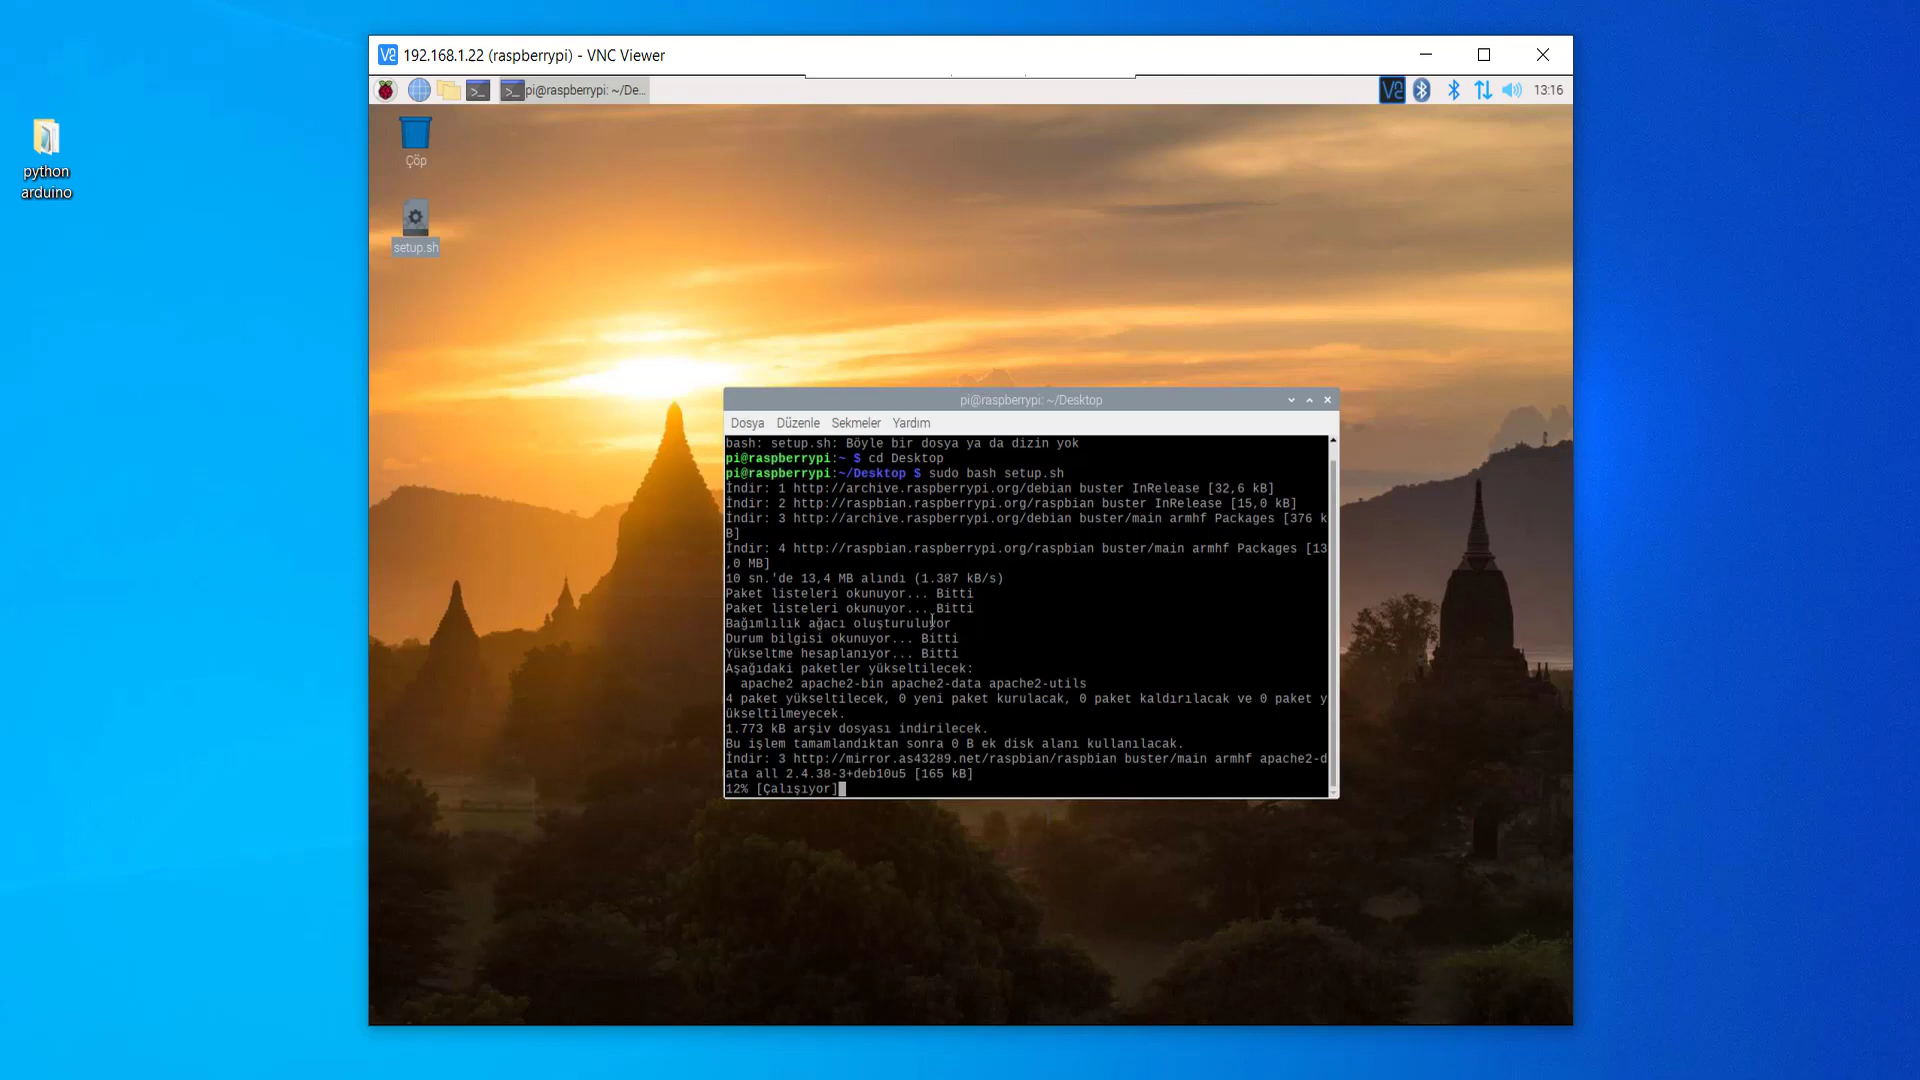 192.168.1.22 (raspberrypi) - VNC Viewer
pi@raspberrypi: ~/De...
13:16
python
arduino
Çöp
setup.sh
pi@raspberrypi: ~/Desktop
Dosya Düzenle Sekmeler Yardım
bash: setup.sh: Böyle bir dosya ya da dizin yok
pi@raspberrypi:~ $ cd Desktop
pi@raspberrypi:~/Desktop $ sudo bash setup.sh
İndir: 1 http://archive.raspberrypi.org/debian buster InRelease [32,6 kB]
İndir: 2 http://raspbian.raspberrypi.org/raspbian buster InRelease [15,0 kB]
İndir: 3 http://archive.raspberrypi.org/debian buster/main armhf Packages [376 k
B]
İndir: 4 http://raspbian.raspberrypi.org/raspbian buster/main armhf Packages [13
,0 MB]
10 sn.'de 13,4 MB alındı (1.387 kB/s)
Paket listeleri okunuyor... Bitti
Paket listeleri okunuyor... Bitti
Bağımlılık ağacı oluşturuluyor
Durum bilgisi okunuyor... Bitti
Yükseltme hesaplanıyor... Bitti
Aşağıdaki paketler yükseltilecek:
apache2 apache2-bin apache2-data apache2-utils
4 paket yükseltilecek, 0 yeni paket kurulacak, 0 paket kaldırılacak ve 0 paket y
ükseltilmeyecek.
1.773 kB arşiv dosyası indirilecek.
Bu işlem tamamlandıktan sonra 0 B ek disk alanı kullanılacak.
İndir: 3 http://mirror.as43289.net/raspbian/raspbian buster/main armhf apache2-d
ata all 2.4.38-3+deb10u5 [165 kB]
12% [Çalışıyor]